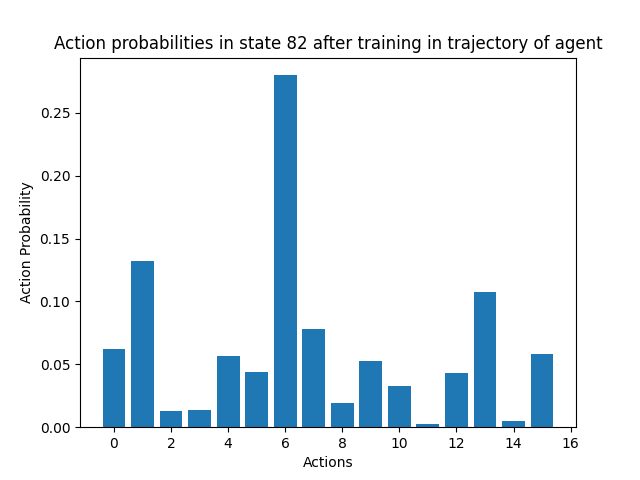 Action probabilities in state 82 after training in trajectory of agent
0.25
0.20
0.15
0.10
0.05
0.00
Action Probability
0 2 4 6 8 10 12 14 16
Actions